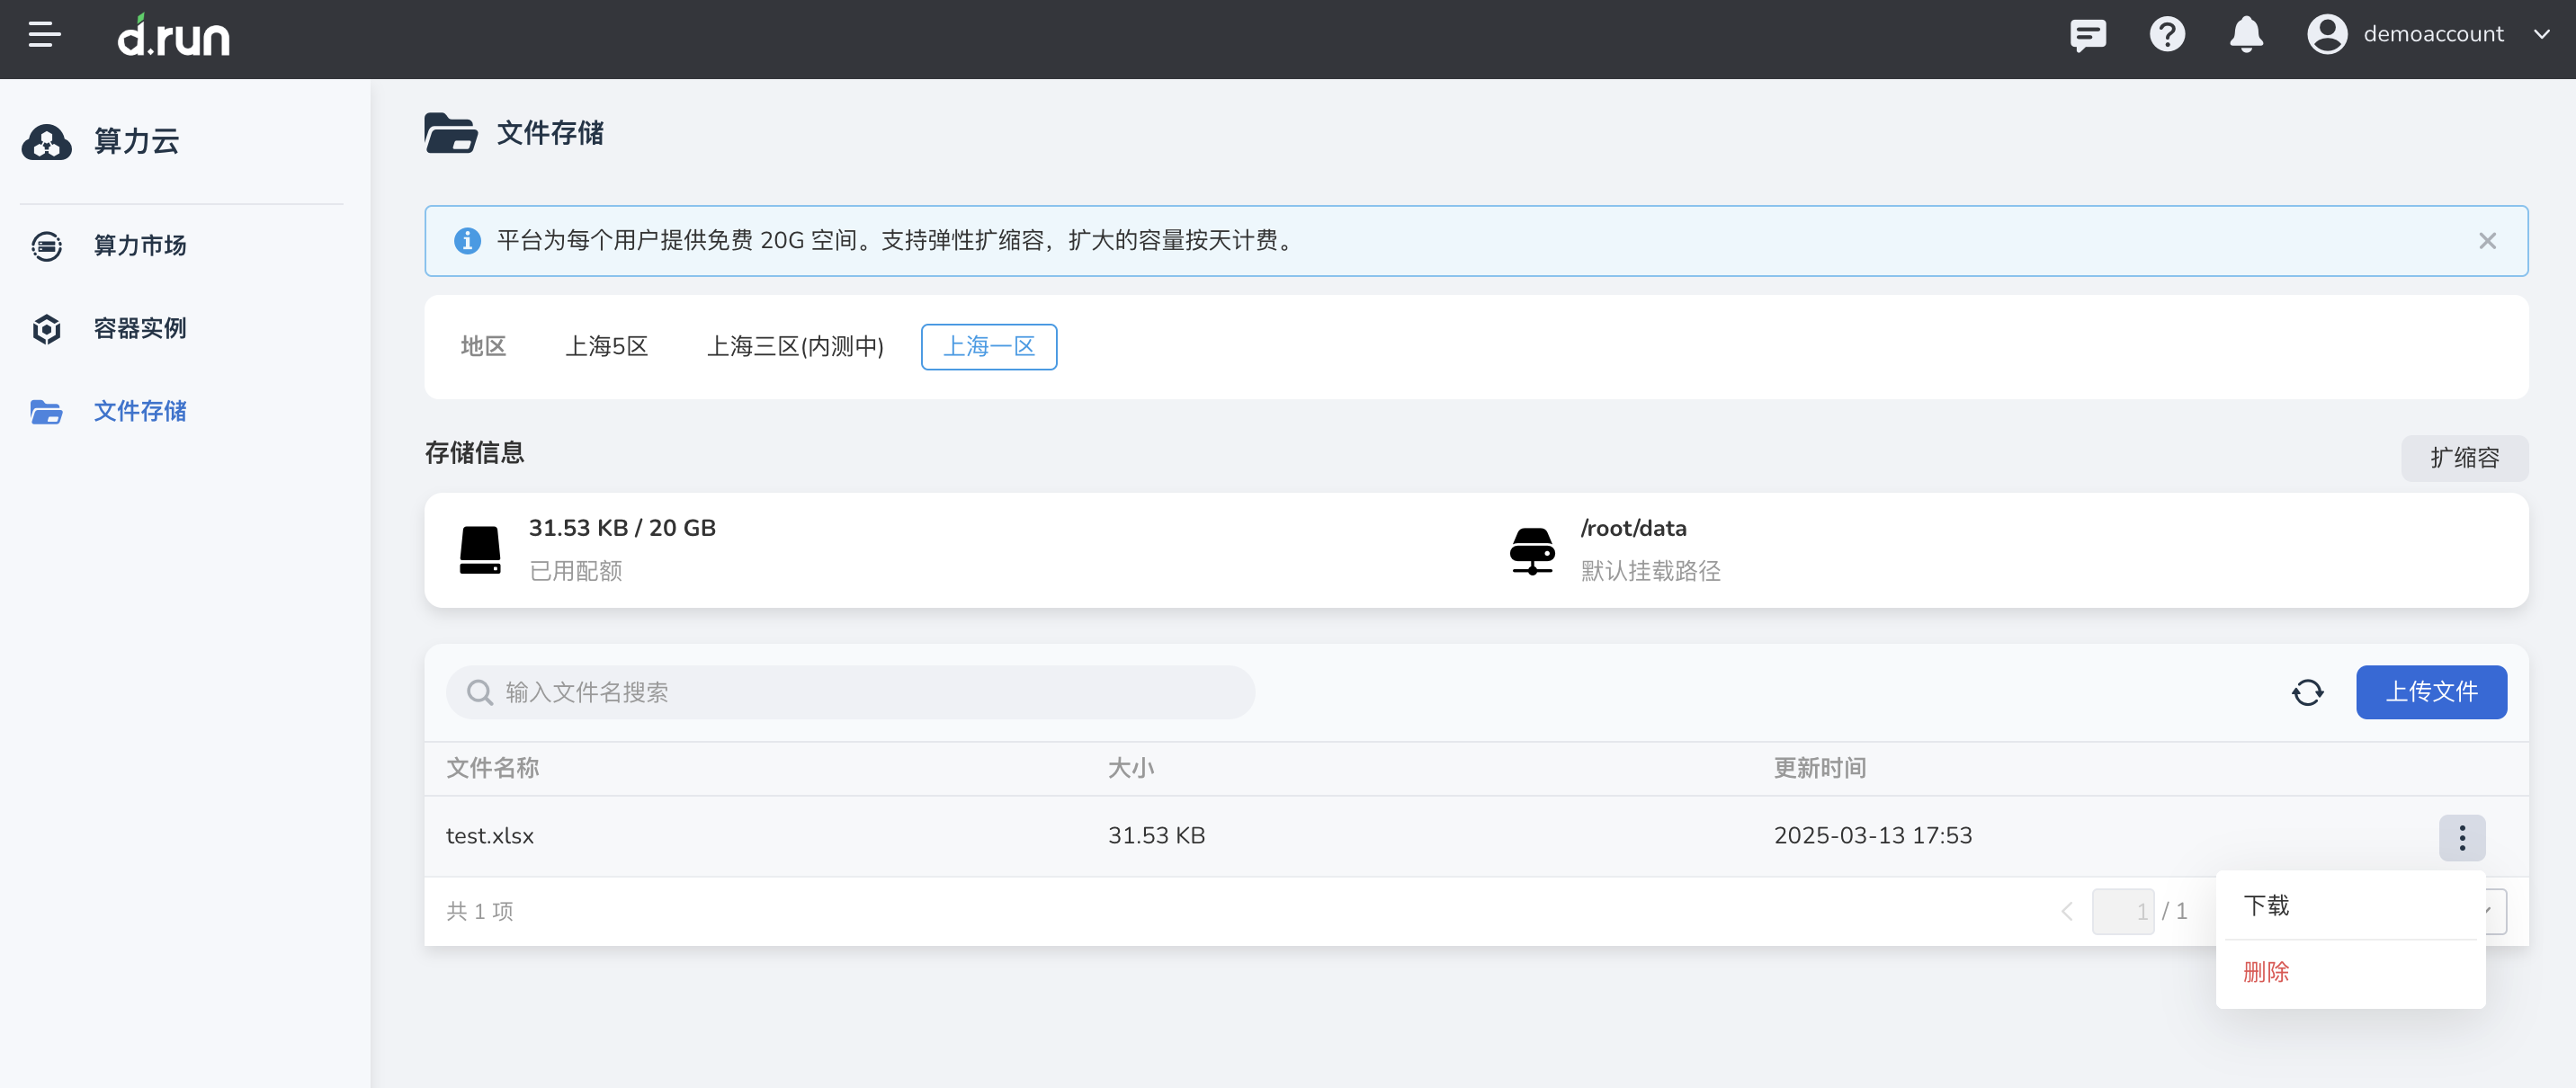 d.run
demoaccount
算力云
算力市场
容器实例
文件存储
文件存储
平台为每个用户提供免费 20G 空间。支持弹性扩缩容，扩大的容量按天计费。
地区 上海5区 上海三区(内测中) 上海一区
存储信息
扩缩容
31.53 KB / 20 GB
已用配额
/root/data
默认挂载路径
输入文件名搜索
上传文件
文件名称 大小 更新时间
test.xlsx 31.53 KB 2025-03-13 17:53
共 1 项
1 / 1
下载
删除